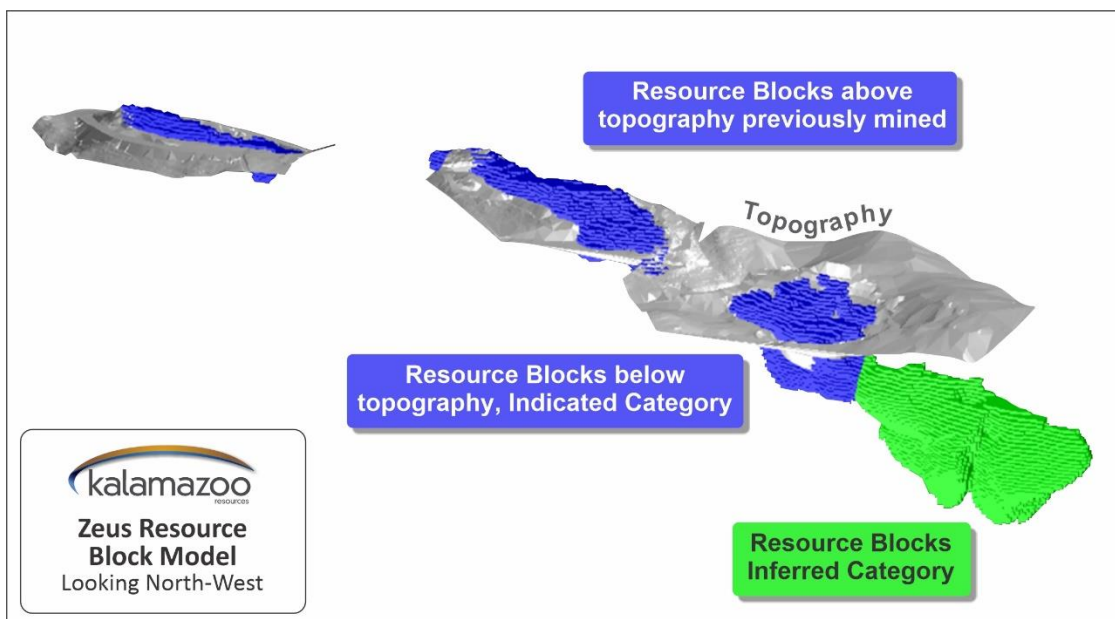 Resource Blocks above
topography previously mined
Topography
Resource Blocks below
topography, Indicated Category
kalamazoo
resources
Zeus Resource
Block Model
Looking North-West
Resource Blocks
Inferred Category